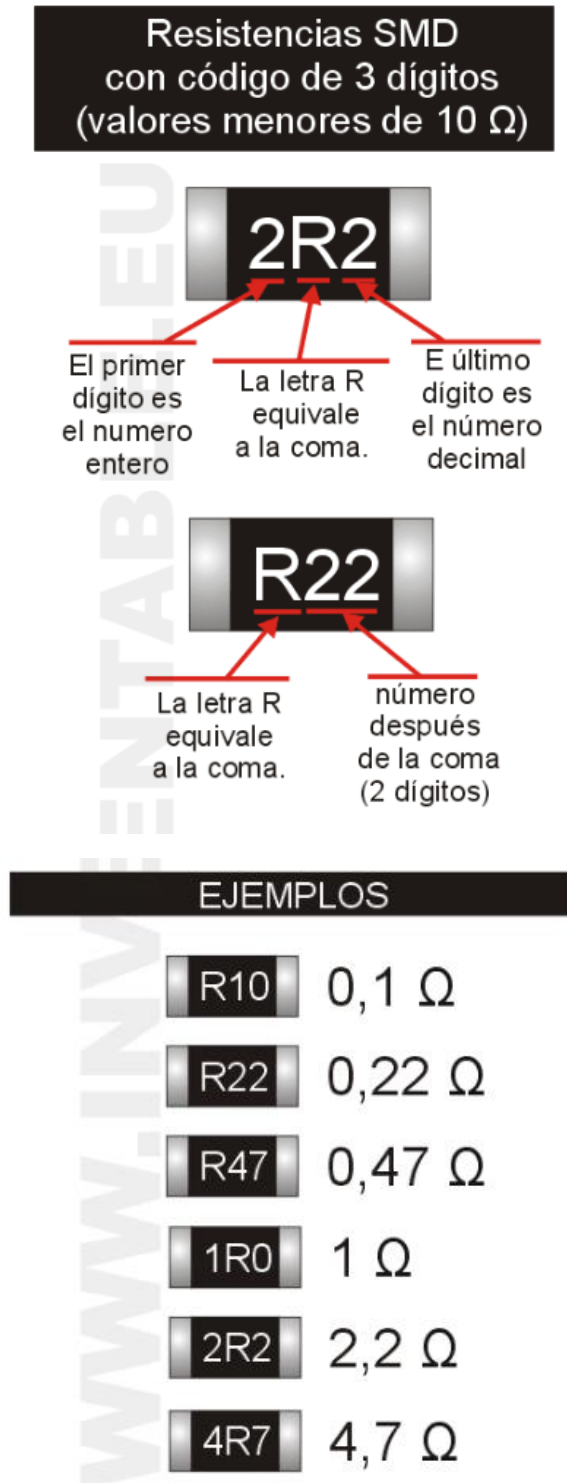 Resistencias SMD
con código de 3 dígitos
(valores menores de 10 Ω)
2R2
El primer
dígito es
el numero
entero
La letra R
equivale
a la coma.
E último
dígito es
el número
decimal
R22
La letra R
equivale
a la coma.
número
después
de la coma
(2 dígitos)
EJEMPLOS
R10 0,1 Ω
R22 0,22 Ω
R47 0,47 Ω
1R0 1 Ω
2R2 2,2 Ω
4R7 4,7 Ω
WWW.INVENTABLE.EU